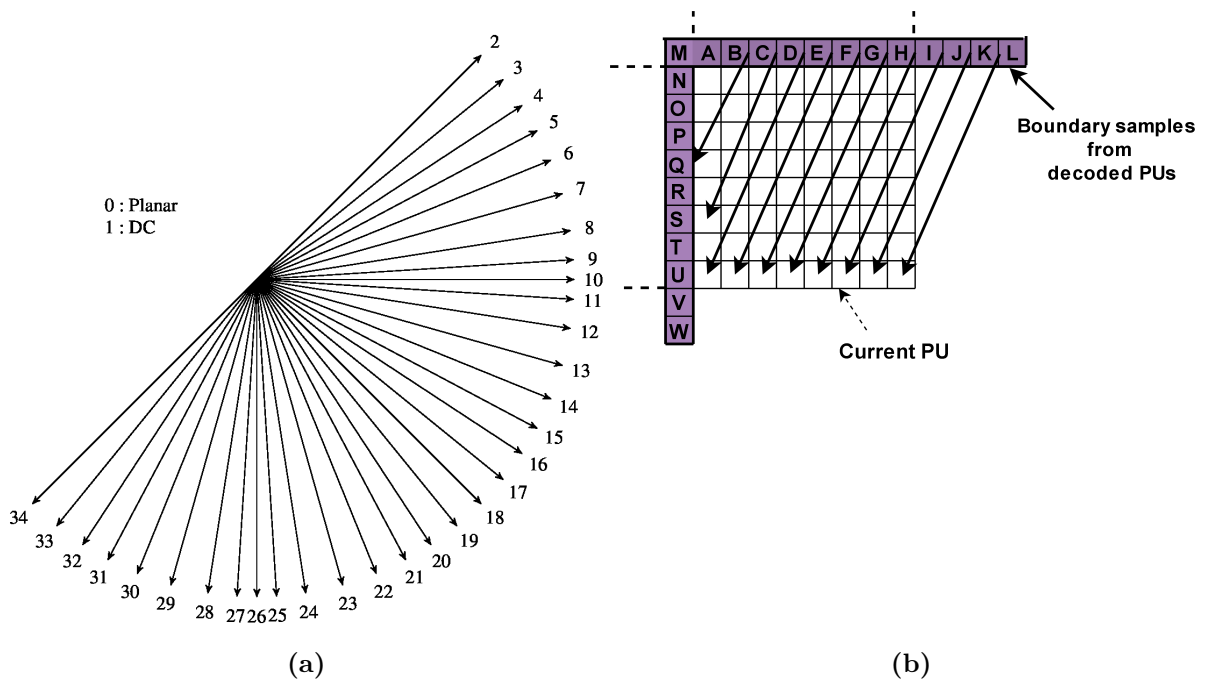 0 : Planar
1 : DC
2
3
4
5
6
7
8
9
10
11
12
13
14
15
16
17
18
19
20
21
22
23
24
25
26
27
28
29
30
31
32
33
34
(a)
M A B C D E F G H I J K L
N
O
P
Q
R
S
T
U
V
W
Boundary samples
from
decoded PUs
Current PU
(b)